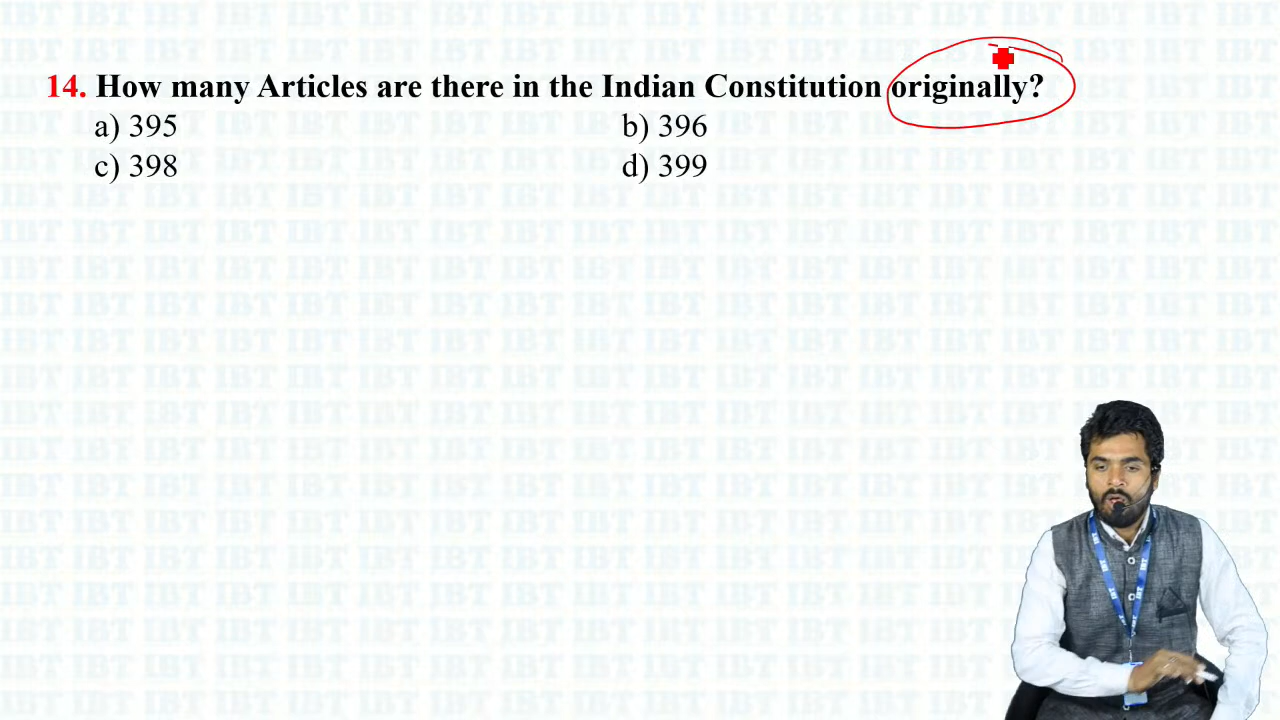 14. How many Articles are there in the Indian Constitution originally?
a) 395 b) 396
c) 398 d) 399